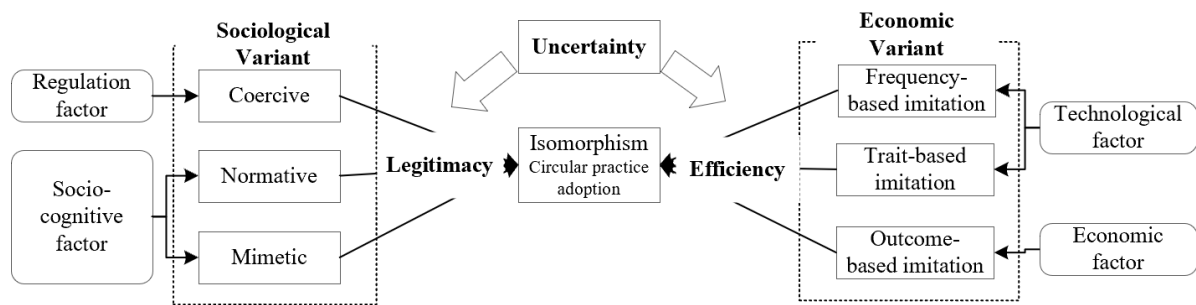 Sociological
Variant
Regulation
factor
Coercive
Socio-
cognitive
factor
Normative
Mimetic
Legitimacy
Uncertainty
Isomorphism
Circular practice
adoption
Efficiency
Economic
Variant
Frequency-
based imitation
Trait-based
imitation
Outcome-
based imitation
Technological
factor
Economic
factor